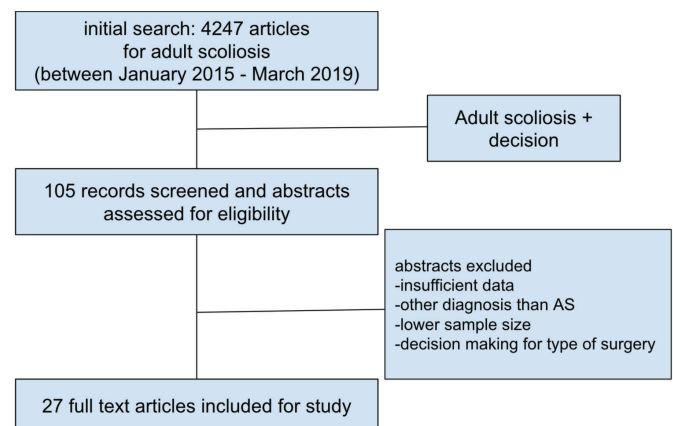 initial search: 4247 articles
for adult scoliosis
(between January 2015 - March 2019)
Adult scoliosis +
decision
105 records screened and abstracts
assessed for eligibility
abstracts excluded
-insufficient data
-other diagnosis than AS
-lower sample size
-decision making for type of surgery
27 full text articles included for study